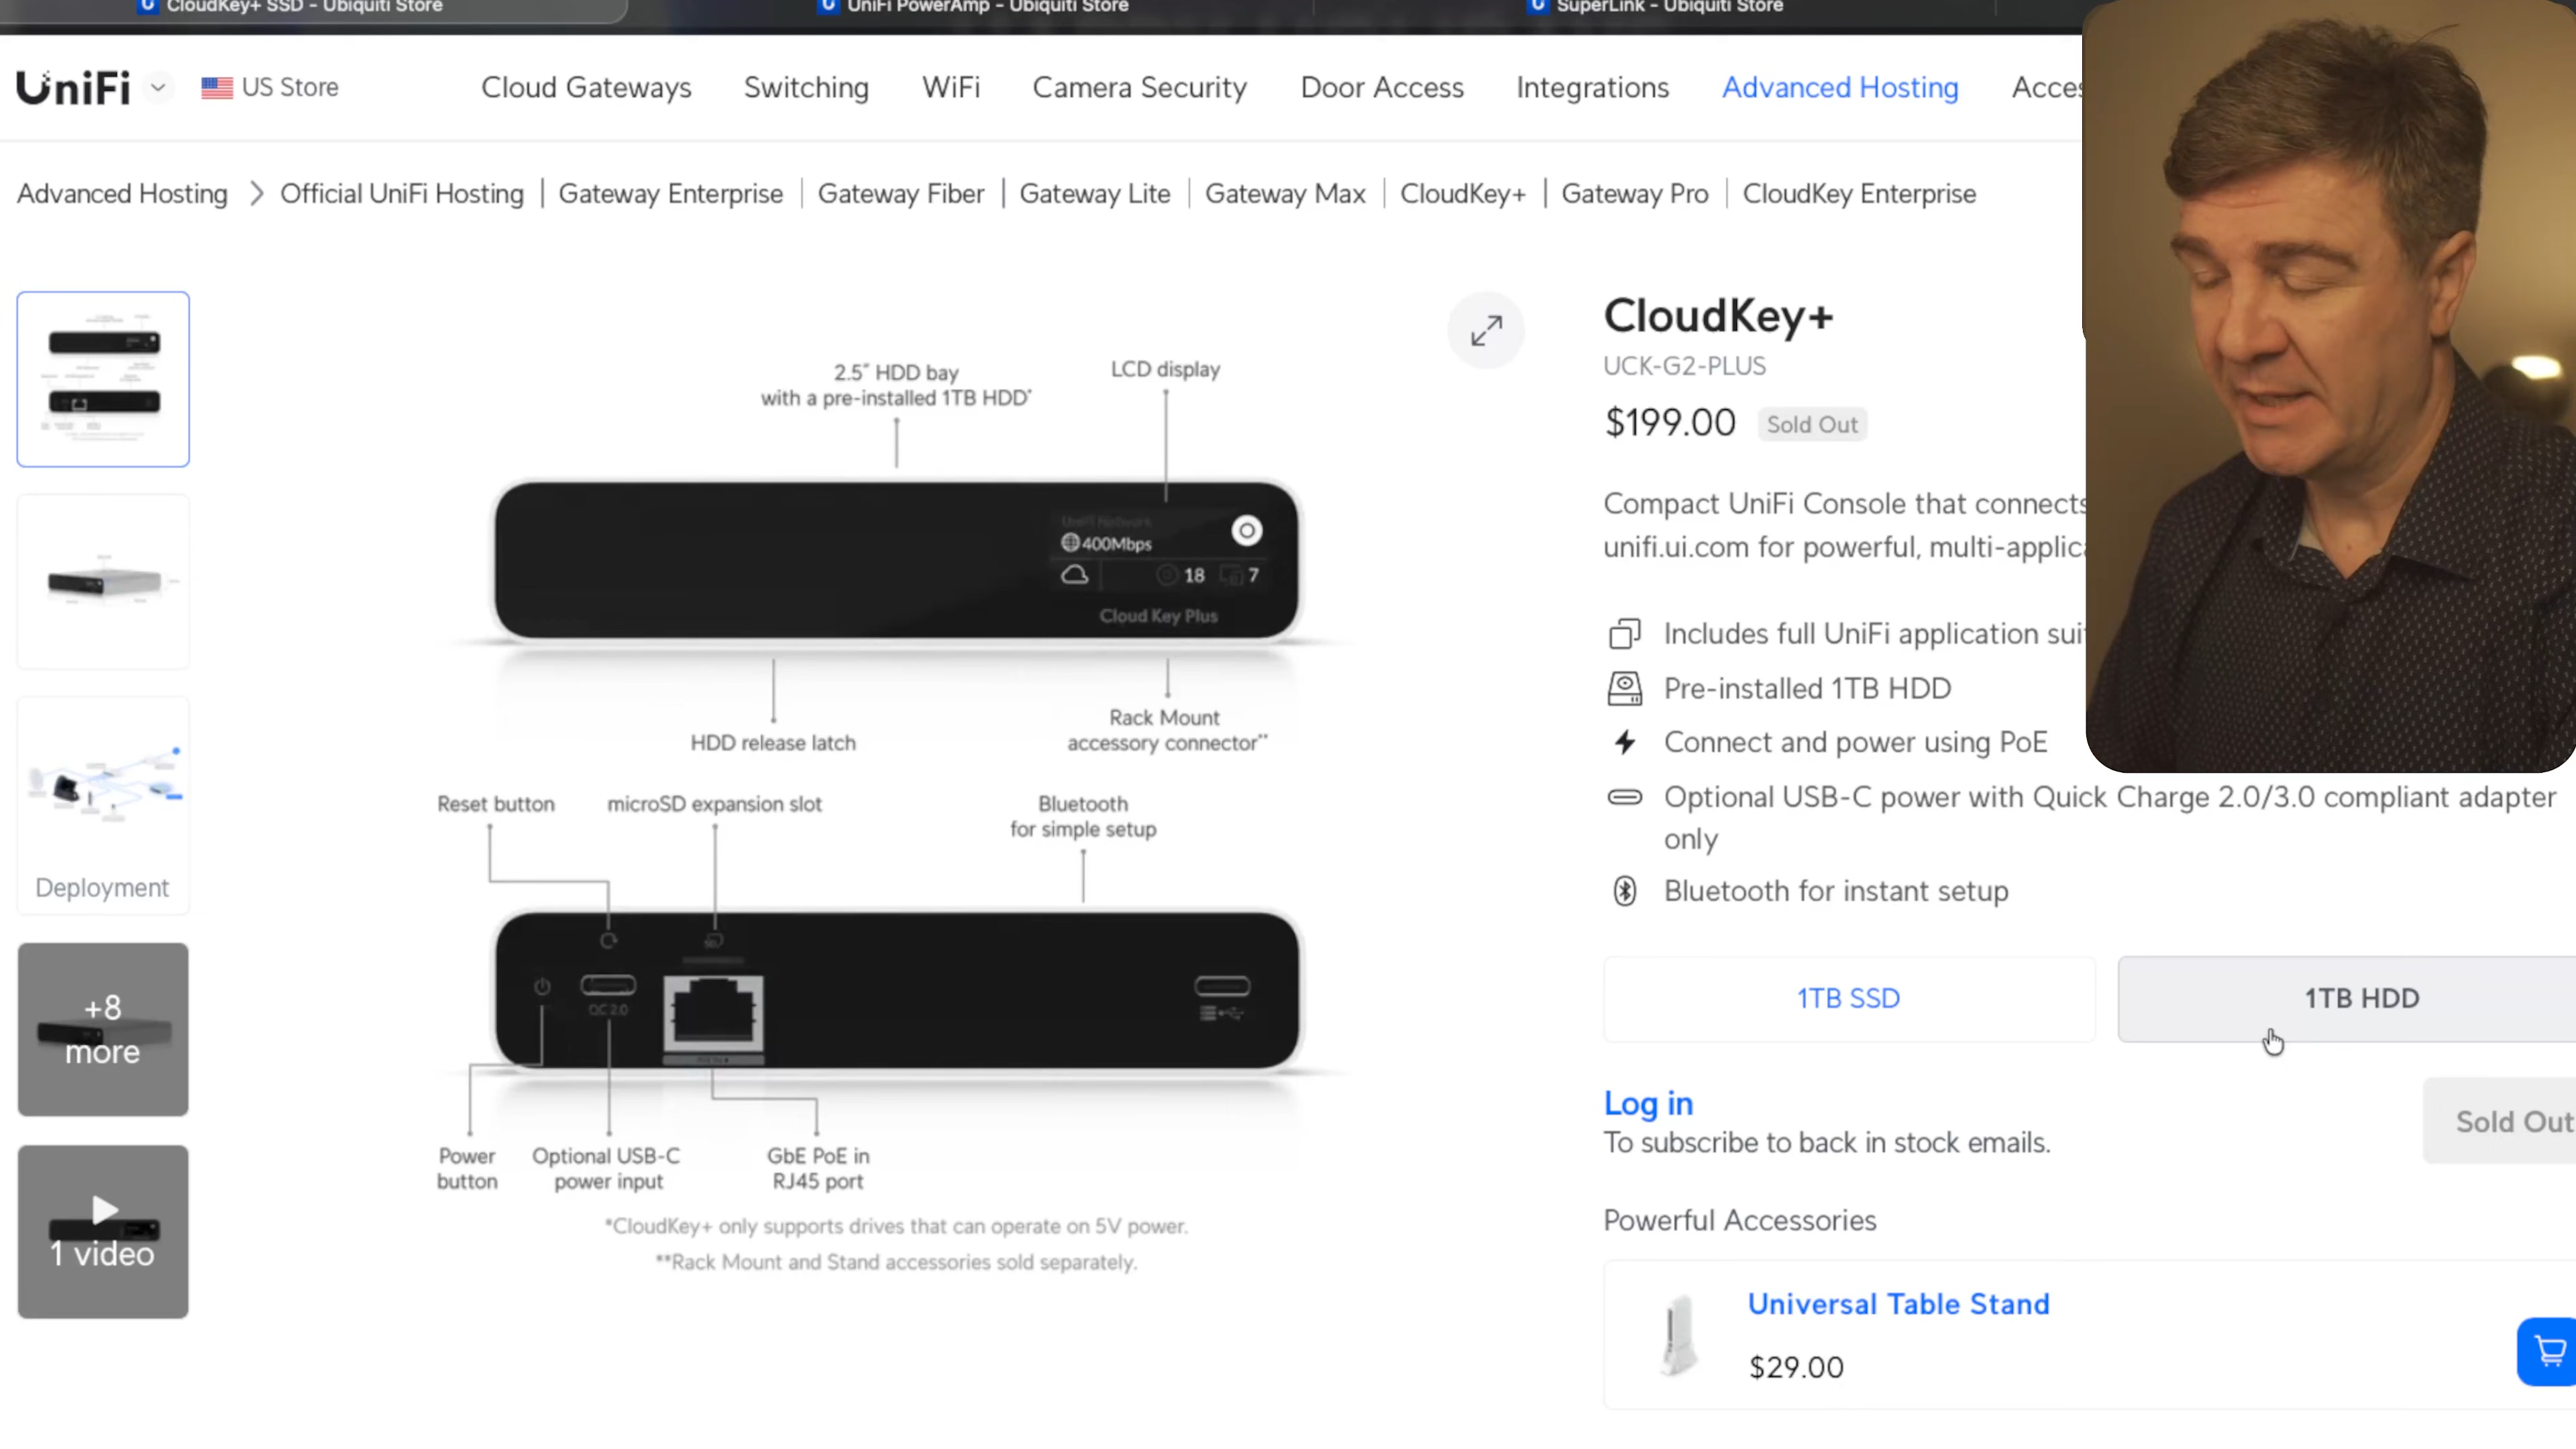 CloudKey+ SSD - Ubiquiti Store
UniFi PowerAmp - Ubiquiti Store
SuperLink - Ubiquiti Store
UniFi
US Store
Cloud Gateways
Switching
WiFi
Camera Security
Door Access
Integrations
Advanced Hosting
Advanced Hosting
Official UniFi Hosting
Gateway Enterprise
Gateway Fiber
Gateway Lite
Gateway Max
CloudKey+
Gateway Pro
CloudKey Enterprise
Deployment
+8
more
1 video
2.5" HDD bay
with a pre-installed 1TB HDD*
LCD display
UniFi Network
400Mbps
18
7
Cloud Key Plus
HDD release latch
Rack Mount
accessory connector**
Reset button
microSD expansion slot
Bluetooth
for simple setup
QC 2.0
Power
button
Optional USB-C
power input
GbE PoE in
RJ45 port
*CloudKey+ only supports drives that can operate on 5V power.
**Rack Mount and Stand accessories sold separately.
CloudKey+
UCK-G2-PLUS
$199.00
Sold Out
Compact UniFi Console that connects
unifi.ui.com for powerful,
Includes full UniFi application
Pre-installed 1TB HDD
Connect and power using PoE
Optional USB-C power with Quick Charge 2.0/3.0 compliant adapter
only
Bluetooth for instant setup
1TB SSD
1TB HDD
Log in
To subscribe to back in stock emails.
Sold Out
Powerful Accessories
Universal Table Stand
$29.00